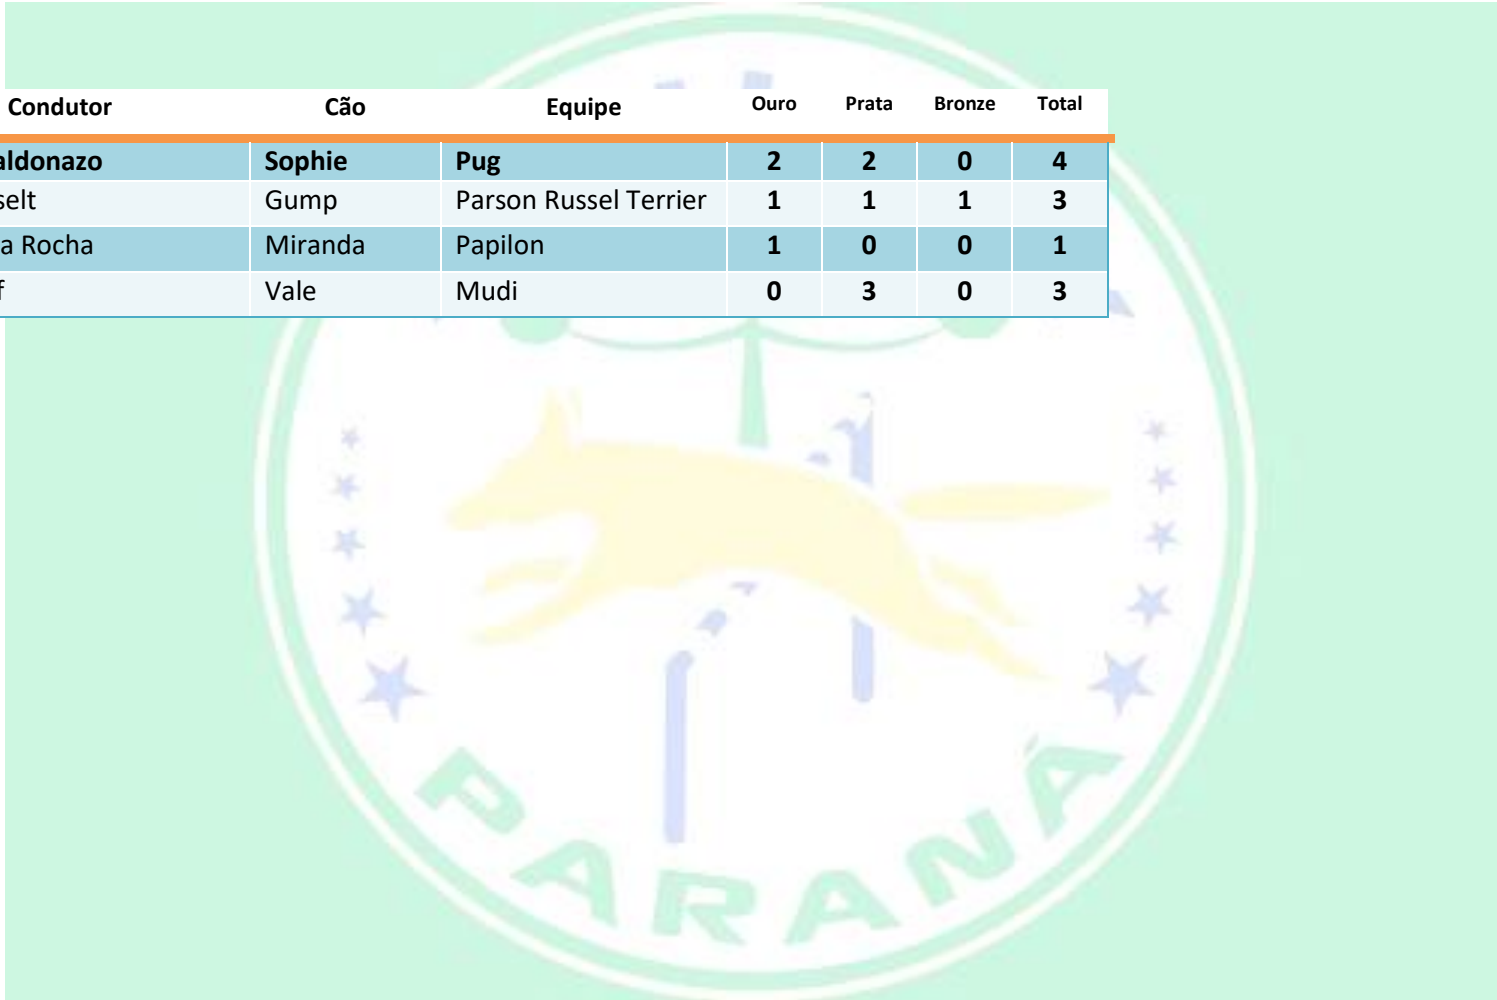 Condutor Cão Equipe Ouro Prata Bronze Total
aldonazo Sophie Pug 2 2 0 4
selt Gump Parson Russel Terrier 1 1 1 3
a Rocha Miranda Papilon 1 0 0 1
f Vale Mudi 0 3 0 3
PARANÁ